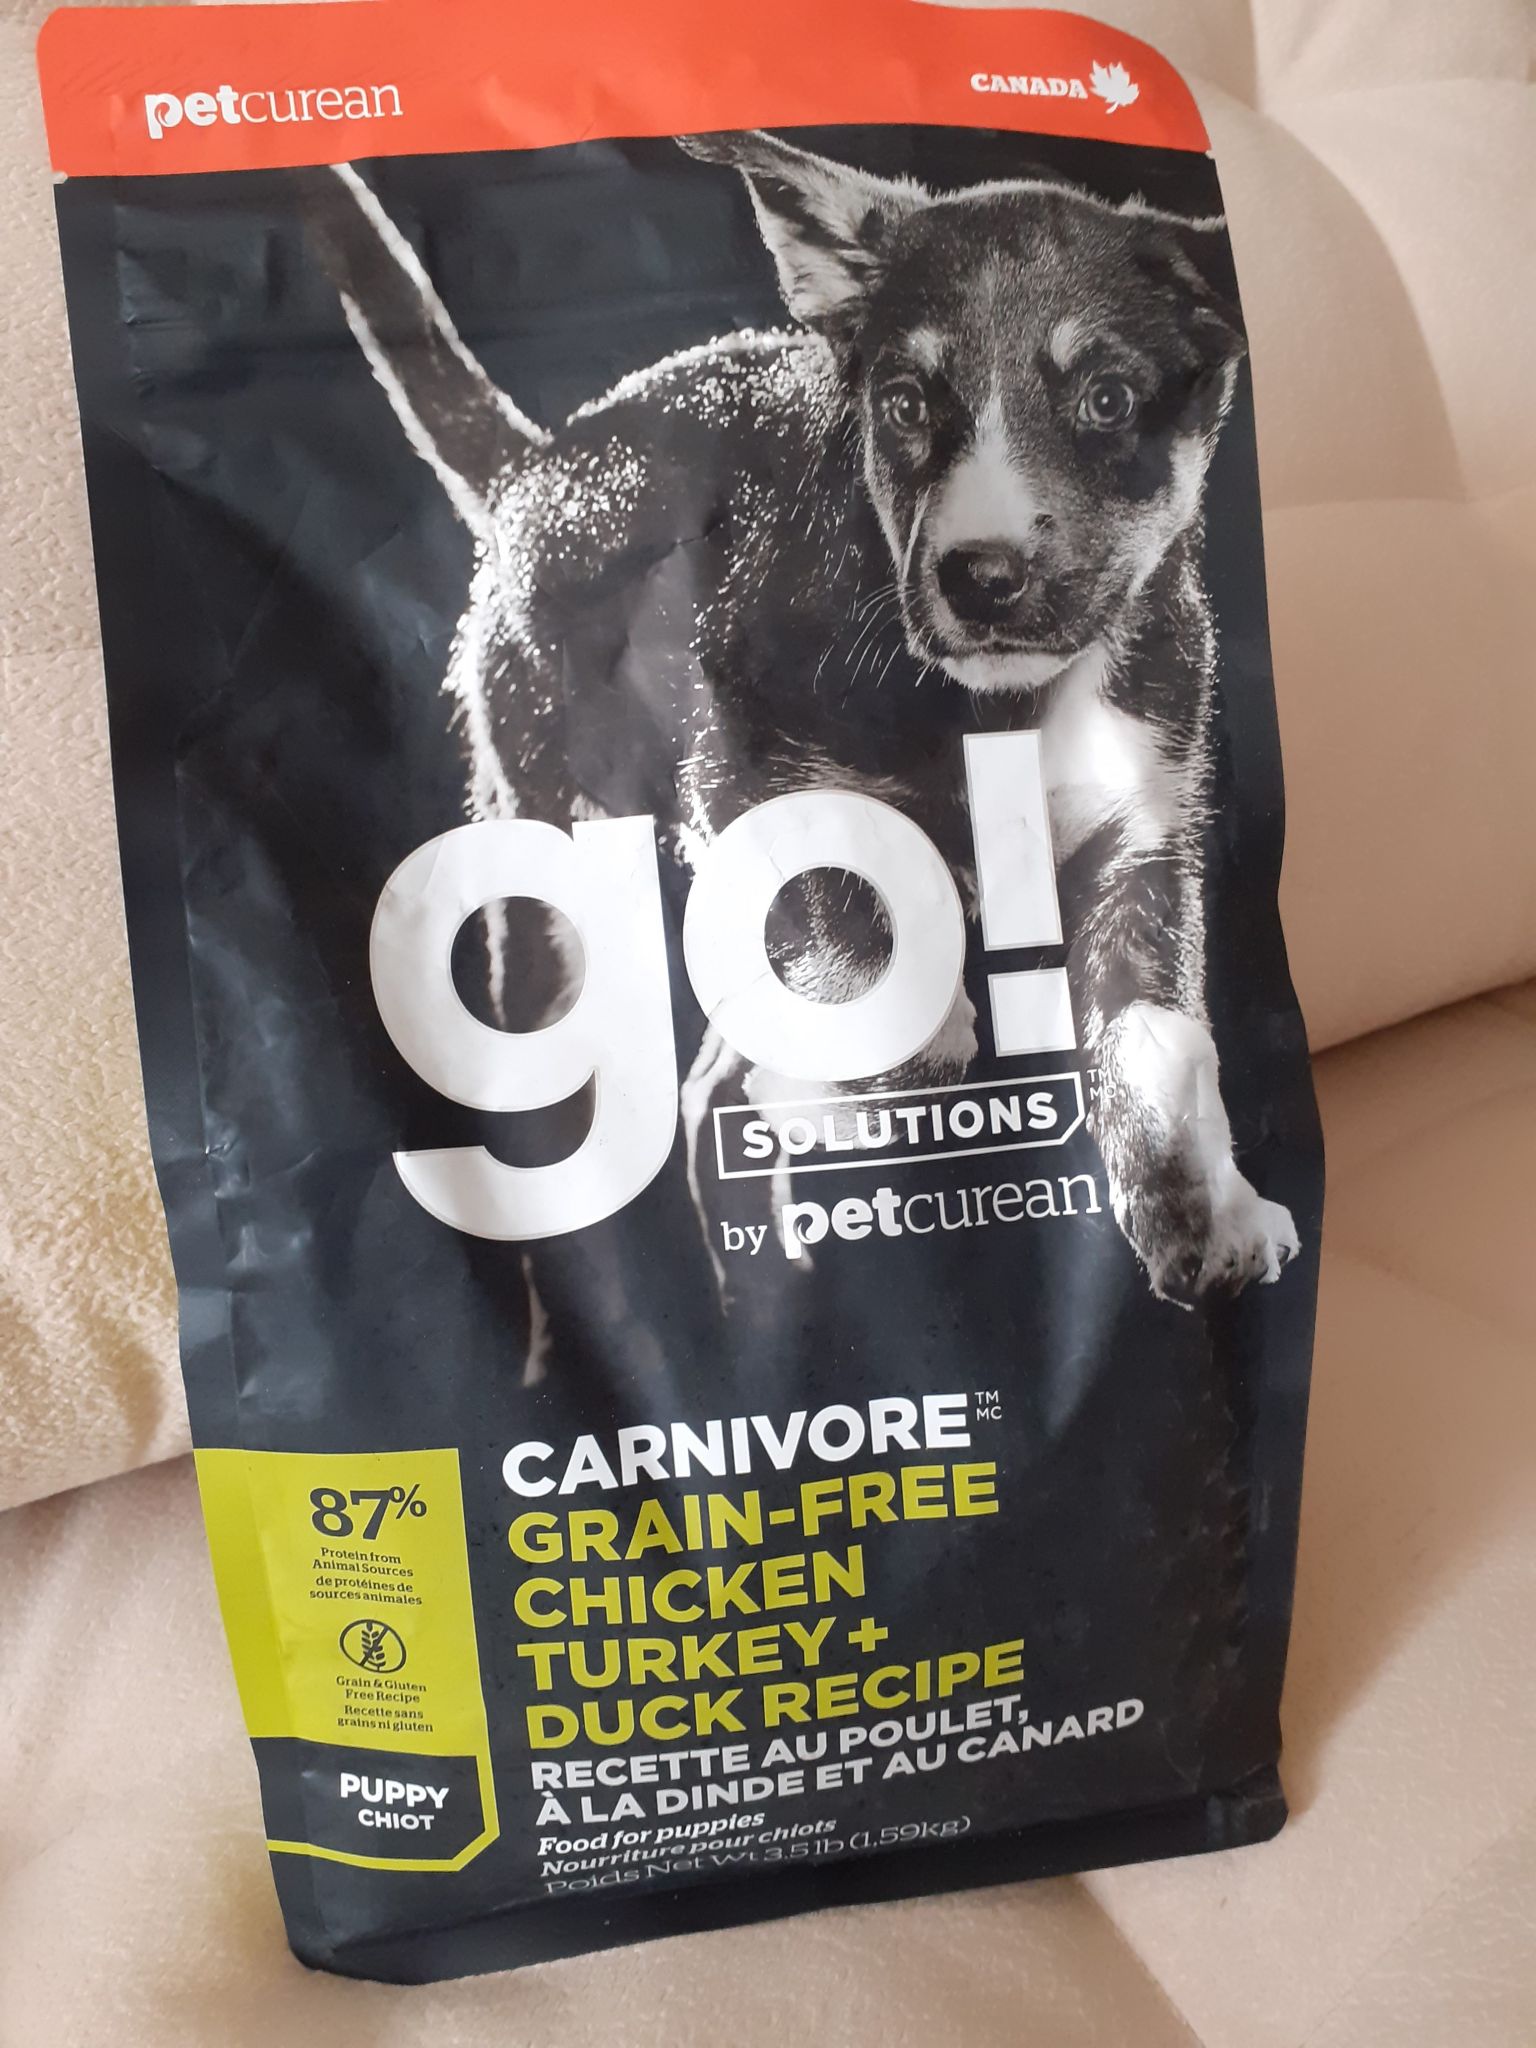 petcurean
CANADA
go!
SOLUTIONS
TM
MD
by petcurean
CARNIVORE
TM
MC
GRAIN-FREE
CHICKEN
TURKEY +
DUCK RECIPE
RECETTE AU POULET,
À LA DINDE ET AU CANARD
Food for puppies
Nourriture pour chiots
Poids Net Wt 3.5 lb (1,59kg)
87%
Protein from
Animal Sources
de protéines de
sources animales
Grain & Gluten
Free Recipe
Recette sans
grains ni gluten
PUPPY
CHIOT